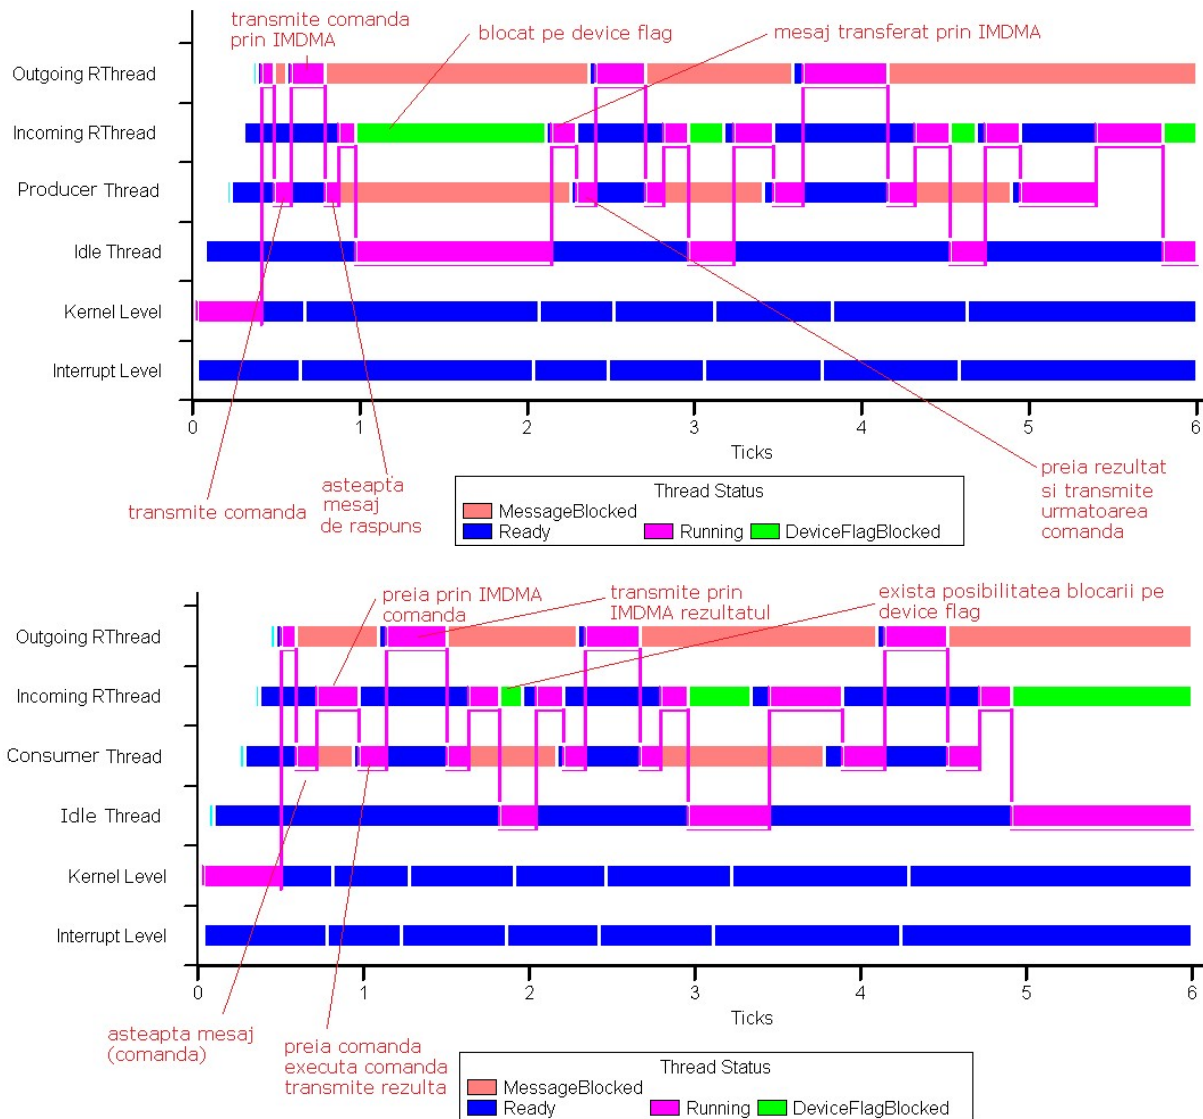 transmite comanda
prin IMDMA
blocat pe device flag
mesaj transferat prin IMDMA
Outgoing RThread
Incoming RThread
Producer Thread
Idle Thread
Kernel Level
Interrupt Level
0 1 2 3 4 5 6
Ticks
transmite comanda
asteapta
mesaj
de raspuns
preia rezultat
si transmite
urmatoarea
comanda
Thread Status
MessageBlocked
Ready Running DeviceFlagBlocked
preia prin IMDMA
comanda
transmite prin
IMDMA rezultatul
exista posibilitatea blocarii pe
device flag
Outgoing RThread
Incoming RThread
Consumer Thread
Idle Thread
Kernel Level
Interrupt Level
0 1 2 3 4 5 6
Ticks
asteapta mesaj
(comanda)
preia comanda
executa comanda
transmite rezulta
Thread Status
MessageBlocked
Ready Running DeviceFlagBlocked